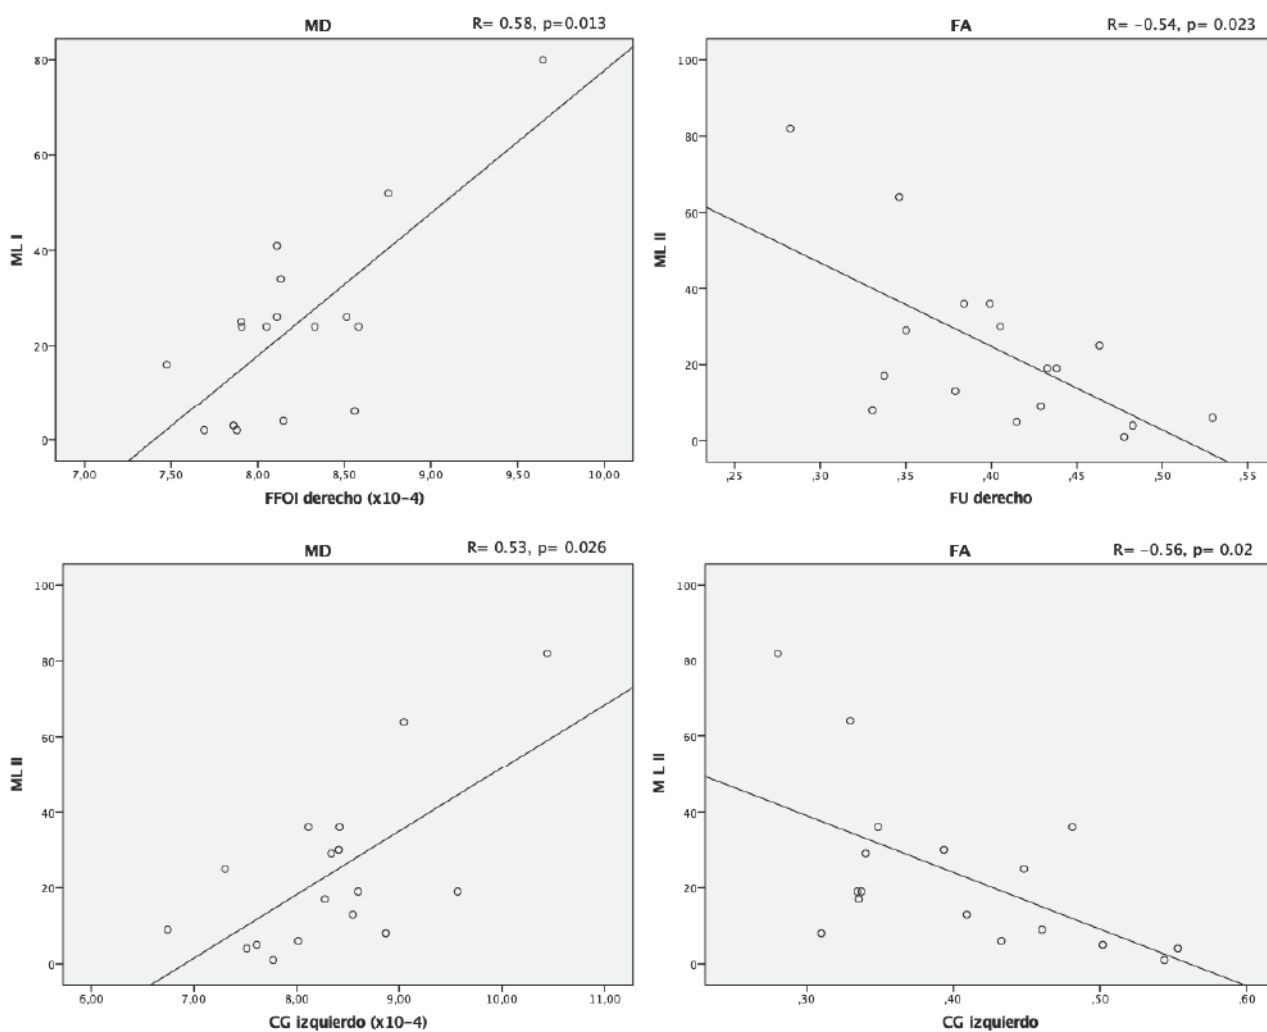 MD R= 0.58, p=0.013
80
60
40
20
0
ML I
7,00 7,50 8,00 8,50 9,00 9,50 10,00
FFOI derecho (x10-4)
FA R= -0.54, p= 0.023
100
80
60
40
20
0
ML II
,25 ,30 ,35 ,40 ,45 ,50 ,55
FU derecho
MD R= 0.53, p= 0.026
100
80
60
40
20
0
ML II
6,00 7,00 8,00 9,00 10,00 11,00
CG izquierdo (x10-4)
FA R= -0.56, p= 0.02
100
80
60
40
20
0
M L II
,30 ,40 ,50 ,60
CG izquierdo